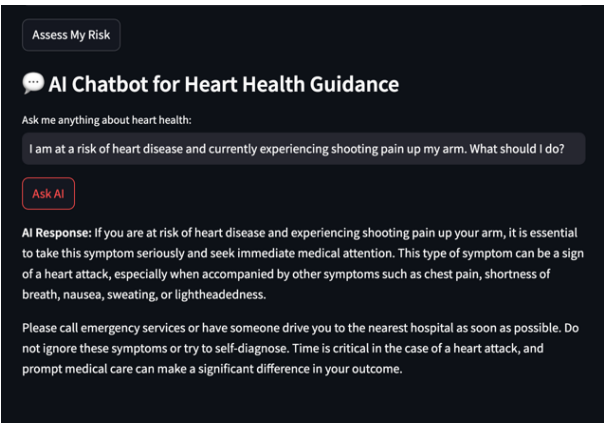 Assess My Risk
💬 AI Chatbot for Heart Health Guidance
Ask me anything about heart health:
I am at a risk of heart disease and currently experiencing shooting pain up my arm. What should I do?
Ask AI
AI Response: If you are at risk of heart disease and experiencing shooting pain up your arm, it is essential
to take this symptom seriously and seek immediate medical attention. This type of symptom can be a sign
of a heart attack, especially when accompanied by other symptoms such as chest pain, shortness of
breath, nausea, sweating, or lightheadedness.
Please call emergency services or have someone drive you to the nearest hospital as soon as possible. Do
not ignore these symptoms or try to self-diagnose. Time is critical in the case of a heart attack, and
prompt medical care can make a significant difference in your outcome.